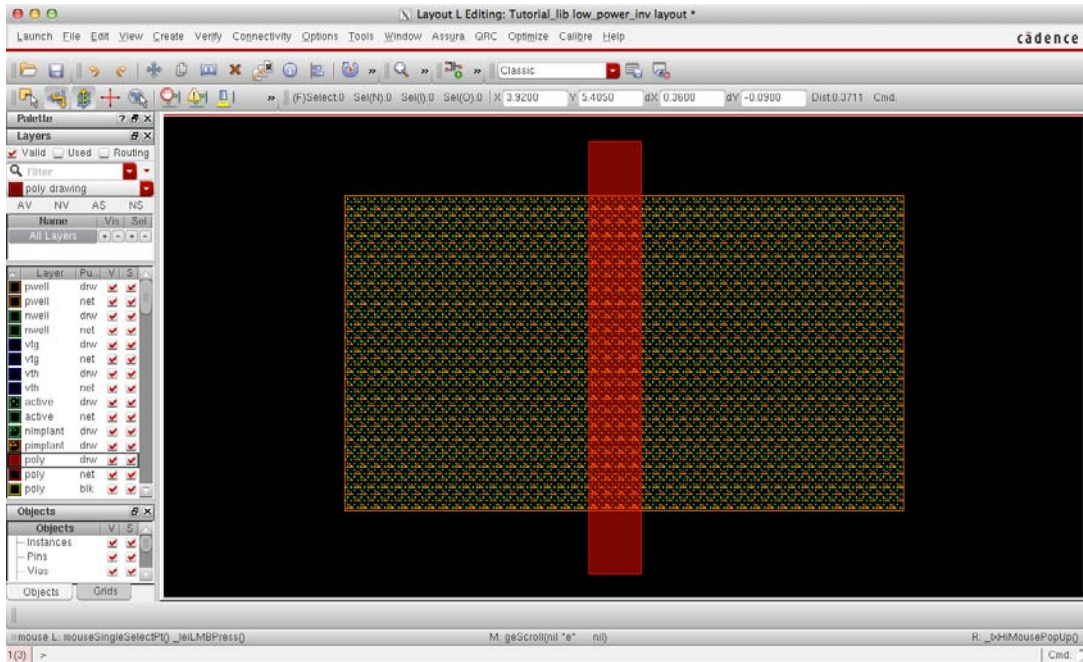 Layout L Editing: Tutorial_lib low_power_inv layout *
Launch File Edit View Create Verify Connectivity Options Tools Window Assura QRC Optimize Calibre Help
cādence
» » » Classic
» (F)Select:0 Sel(N):0 Sel(I):0 Sel(O):0 X 3.9200 Y 5.4050 dX 0.3600 dY -0.0900 Dist:0.3711 Cmd:
Palette
Layers
Valid Used Routing
Filter
poly drawing
AV NV AS NS
Name Vis Sel
All Layers
Layer Pu... V S
pwell drw
pwell net
nwell drw
nwell net
vtg drw
vtg net
vth drw
vth net
active drw
active net
nimplant drw
pimplant drw
poly drw
poly net
poly blk
Objects
Objects V S
Instances
Pins
Vias
Objects Grids
mouse L: mouseSingleSelectPt() _leiLMBPress() M: geScroll(nil "e" nil) R: _lxHiMousePopUp()
1(3) > Cmd: